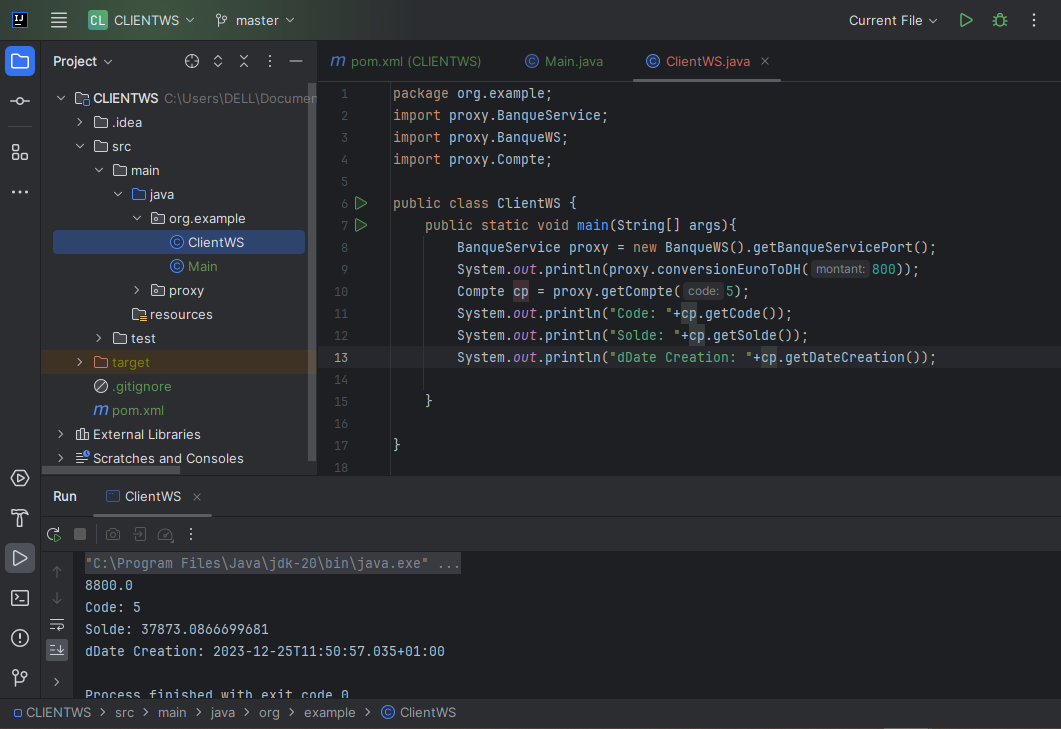 CL CLIENTWS master Current File
Project
CLIENTWS C:\Users\DELL\Documen
.idea
src
main
java
org.example
ClientWS
Main
proxy
resources
test
target
.gitignore
pom.xml
External Libraries
Scratches and Consoles
pom.xml (CLIENTWS) Main.java ClientWS.java
1 package org.example;
2 import proxy.BanqueService;
3 import proxy.BanqueWS;
4 import proxy.Compte;
5
6 public class ClientWS {
7 public static void main(String[] args){
8 BanqueService proxy = new BanqueWS().getBanqueServicePort();
9 System.out.println(proxy.conversionEuroToDH( montant: 800));
10 Compte cp = proxy.getCompte( code: 5);
11 System.out.println("Code: "+cp.getCode());
12 System.out.println("Solde: "+cp.getSolde());
13 System.out.println("dDate Creation: "+cp.getDateCreation());
14
15 }
16
17 }
18
Run ClientWS
"C:\Program Files\Java\jdk-20\bin\java.exe" ...
8800.0
Code: 5
Solde: 37873.0866699681
dDate Creation: 2023-12-25T11:50:57.035+01:00
Process finished with exit code 0
CLIENTWS > src > main > java > org > example > ClientWS